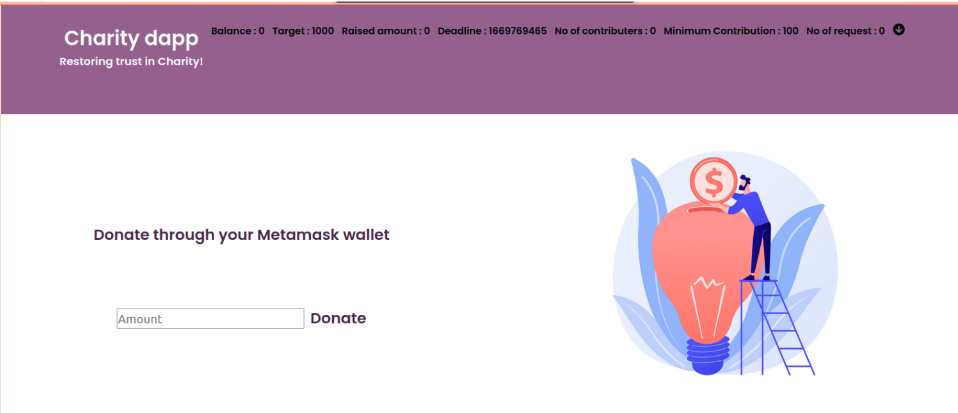 Charity dapp
Balance : 0 Target : 1000 Raised amount : 0 Deadline : 1669769465 No of contributers : 0 Minimum Contribution : 100 No of request : 0
Restoring trust in Charity!
Donate through your Metamask wallet
$
Amount Donate